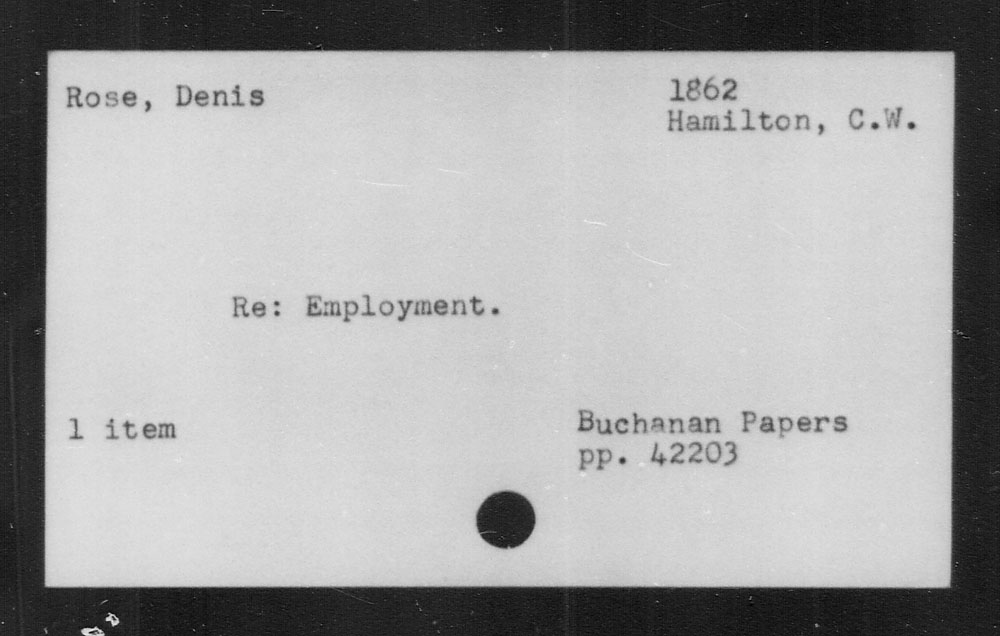 Rose, Denis
1862
Hamilton, C.W.
Re: Employment.
1 item
Buchanan Papers
pp. 42203